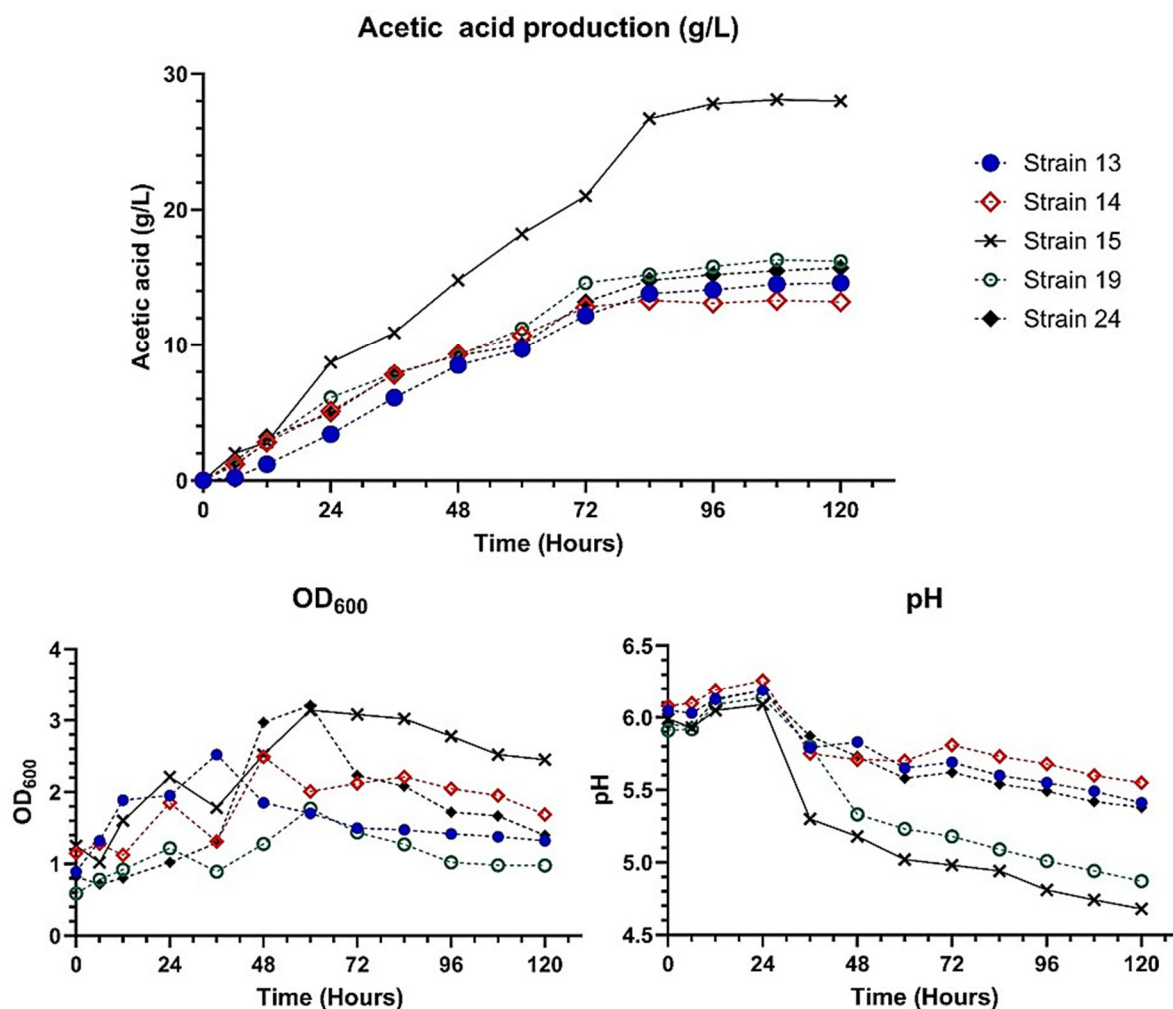 Acetic acid production (g/L)
30
20
10
0
Acetic acid (g/L)
0 24 48 72 96 120
Time (Hours)
Strain 13
Strain 14
Strain 15
Strain 19
Strain 24
OD600
4
3
2
1
0
OD600
0 24 48 72 96 120
Time (Hours)
pH
6.5
6.0
5.5
5.0
4.5
pH
0 24 48 72 96 120
Time (Hours)